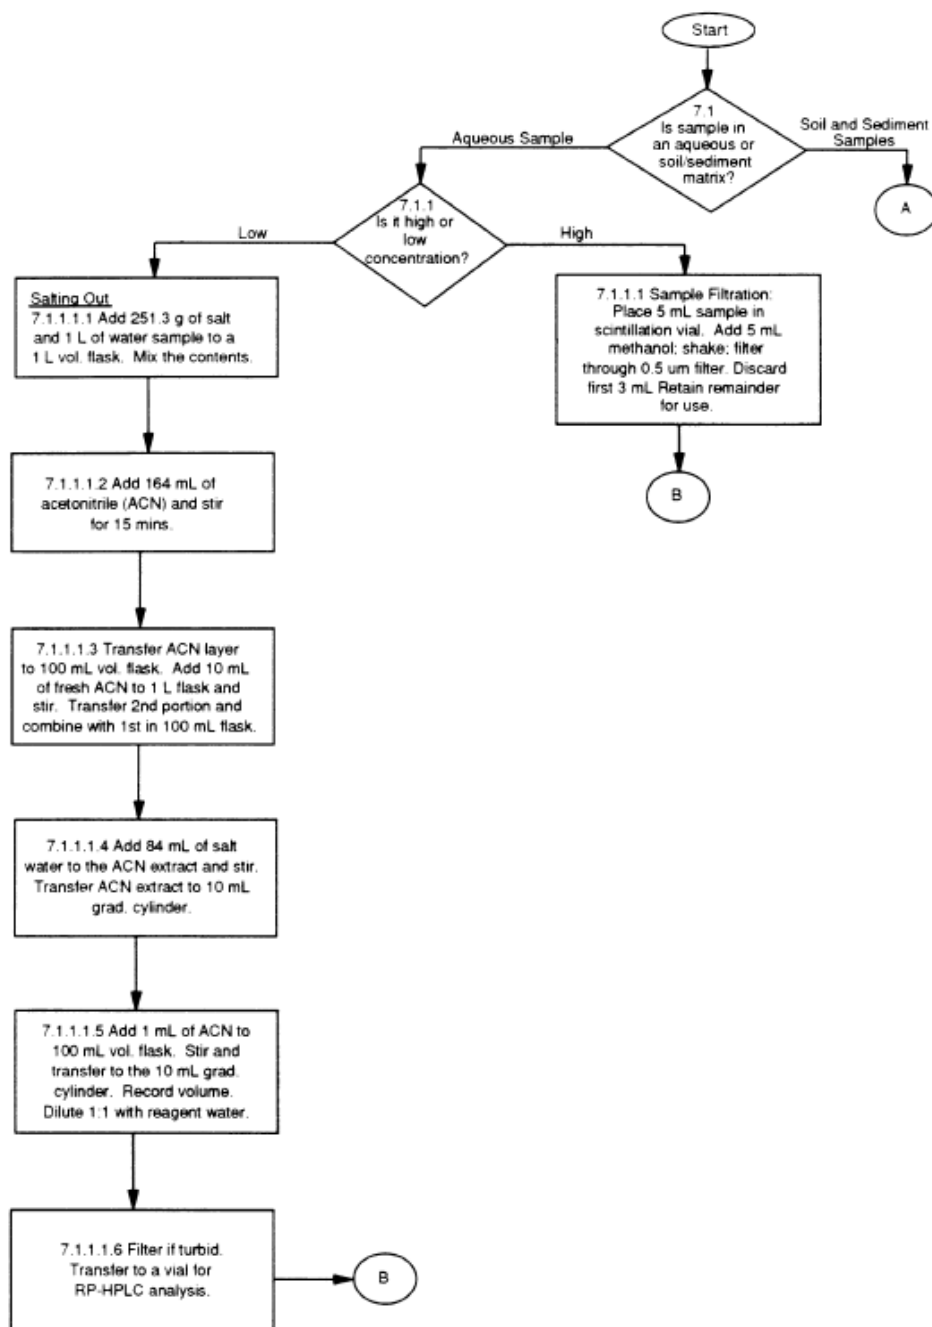 Start
7.1
Is sample in
an aqueous or
soil/sediment
matrix?
Aqueous Sample
Soil and Sediment
Samples
A
7.1.1
Is it high or
low
concentration?
Low
High
Salting Out
7.1.1.1.1 Add 251.3 g of salt
and 1 L of water sample to a
1 L vol. flask. Mix the contents.
7.1.1.1 Sample Filtration:
Place 5 mL sample in
scintillation vial. Add 5 mL
methanol; shake; filter
through 0.5 um filter. Discard
first 3 mL Retain remainder
for use.
B
7.1.1.1.2 Add 164 mL of
acetonitrile (ACN) and stir
for 15 mins.
7.1.1.1.3 Transfer ACN layer
to 100 mL vol. flask. Add 10 mL
of fresh ACN to 1 L flask and
stir. Transfer 2nd portion and
combine with 1st in 100 mL flask.
7.1.1.1.4 Add 84 mL of salt
water to the ACN extract and stir.
Transfer ACN extract to 10 mL
grad. cylinder.
7.1.1.1.5 Add 1 mL of ACN to
100 mL vol. flask. Stir and
transfer to the 10 mL grad.
cylinder. Record volume.
Dilute 1:1 with reagent water.
7.1.1.1.6 Filter if turbid.
Transfer to a vial for
RP-HPLC analysis.
B